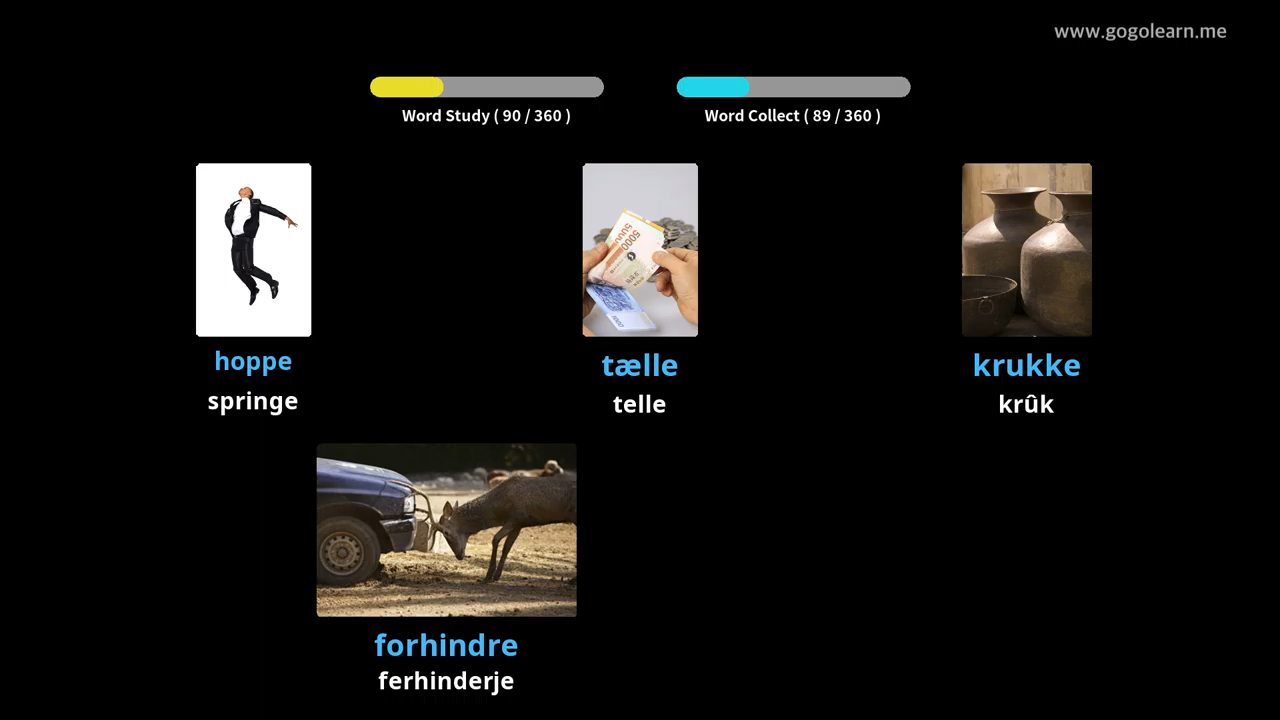 www.gogolearn.me
Word Study ( 90 / 360 )
Word Collect ( 89 / 360 )
hoppe
springe
tælle
telle
krukke
krûk
forhindre
ferhinderje